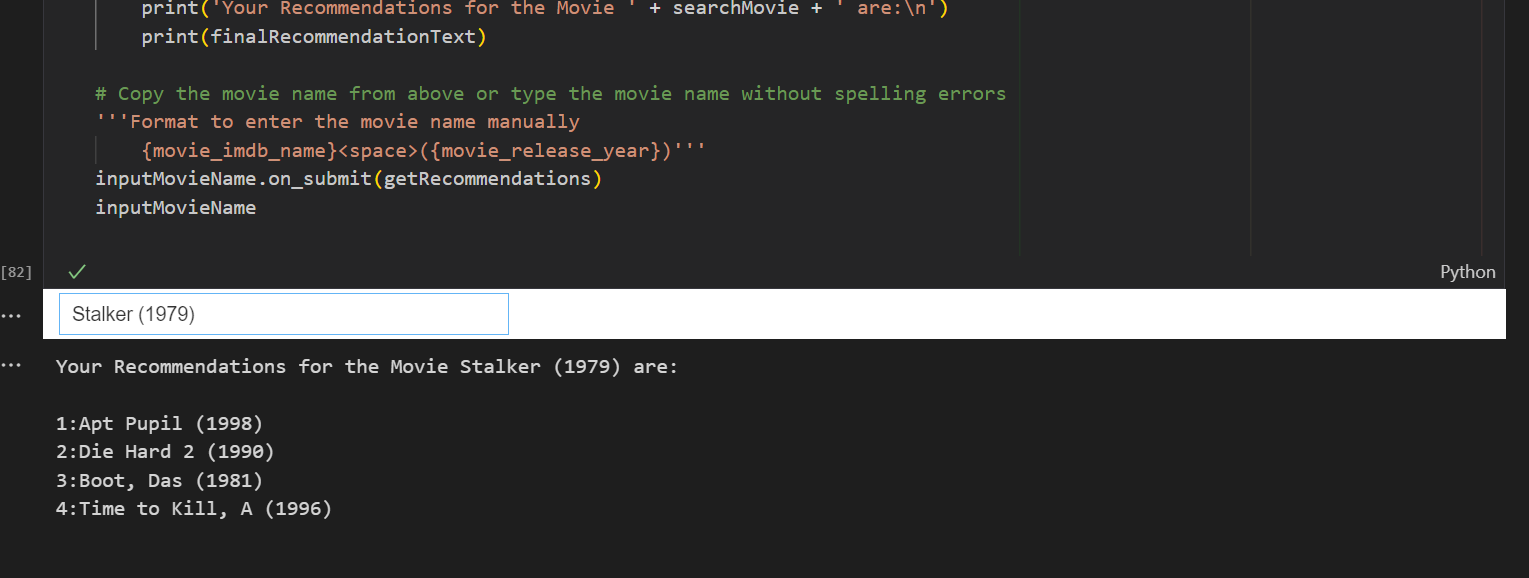 print('Your Recommendations for the Movie ' + searchMovie + ' are:\n')
print(finalRecommendationText)
# Copy the movie name from above or type the movie name without spelling errors
'''Format to enter the movie name manually
{movie_imdb_name}<space>({movie_release_year})'''
inputMovieName.on_submit(getRecommendations)
inputMovieName
[82]
Python
Stalker (1979)
Your Recommendations for the Movie Stalker (1979) are:
1:Apt Pupil (1998)
2:Die Hard 2 (1990)
3:Boot, Das (1981)
4:Time to Kill, A (1996)